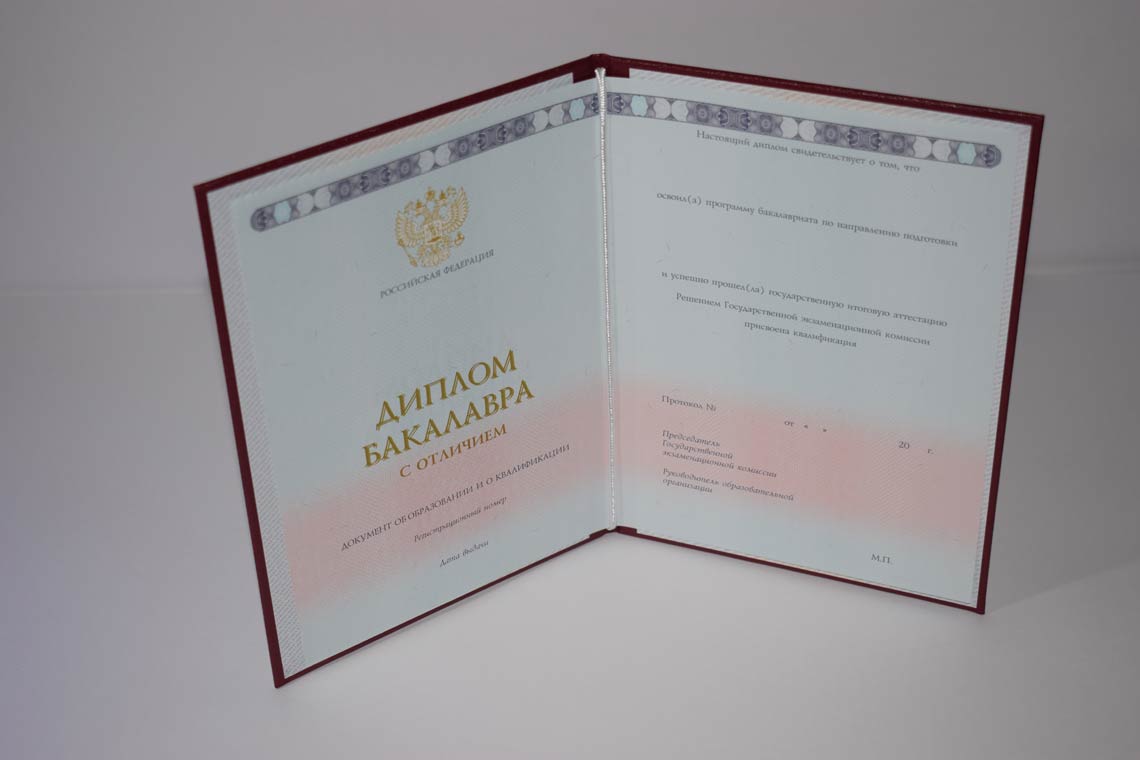 РОССИЙСКАЯ ФЕДЕРАЦИЯ
ДИПЛОМ
БАКАЛАВРА
С ОТЛИЧИЕМ
ДОКУМЕНТ ОБ ОБРАЗОВАНИИ И О КВАЛИФИКАЦИИ
Регистрационный номер
Дата выдачи
Настоящий диплом свидетельствует о том, что
освоил(а) программу бакалавриата по направлению подготовки
и успешно прошел(ла) государственную итоговую аттестацию
Решением Государственной экзаменационной комиссии
присвоена квалификация
Протокол №
от « » 20 г.
Председатель
Государственной
экзаменационной комиссии
Руководитель образовательной
организации
М.П.